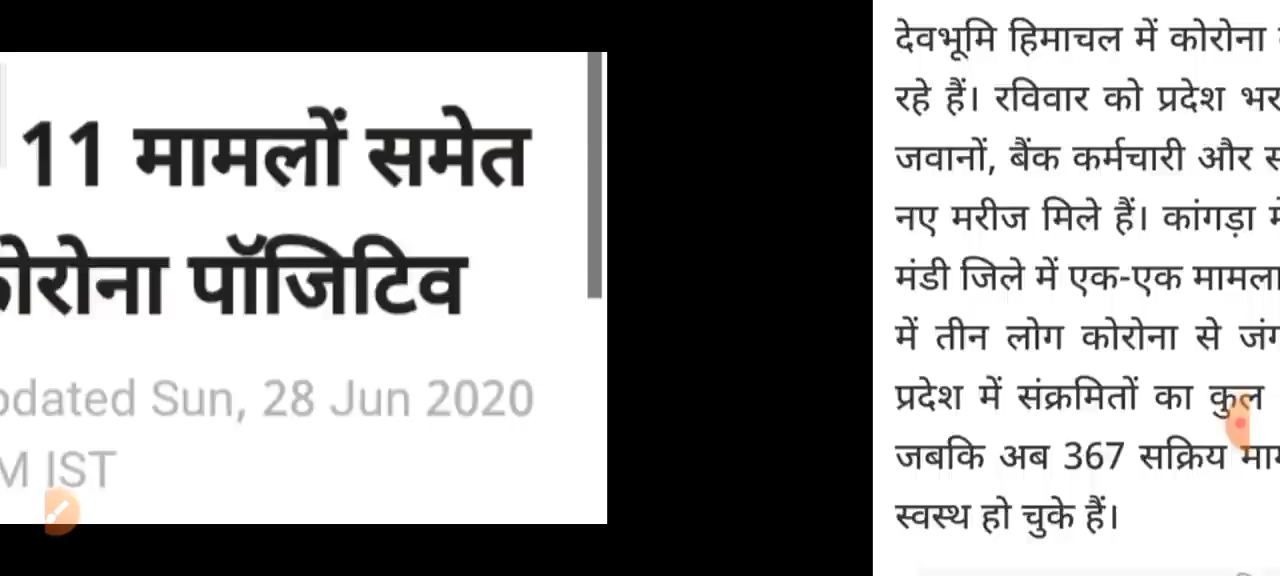 11 मामलों समेत
कोरोना पॉजिटिव
pdated Sun, 28 Jun 2020
M IST
देवभूमि हिमाचल में कोरोना
रहे हैं। रविवार को प्रदेश भर
जवानों, बैंक कर्मचारी और
नए मरीज मिले हैं। कांगड़ा में
मंडी जिले में एक-एक मामला
में तीन लोग कोरोना से जंग
प्रदेश में संक्रमितों का कुल
जबकि अब 367 सक्रिय
स्वस्थ हो चुके हैं।